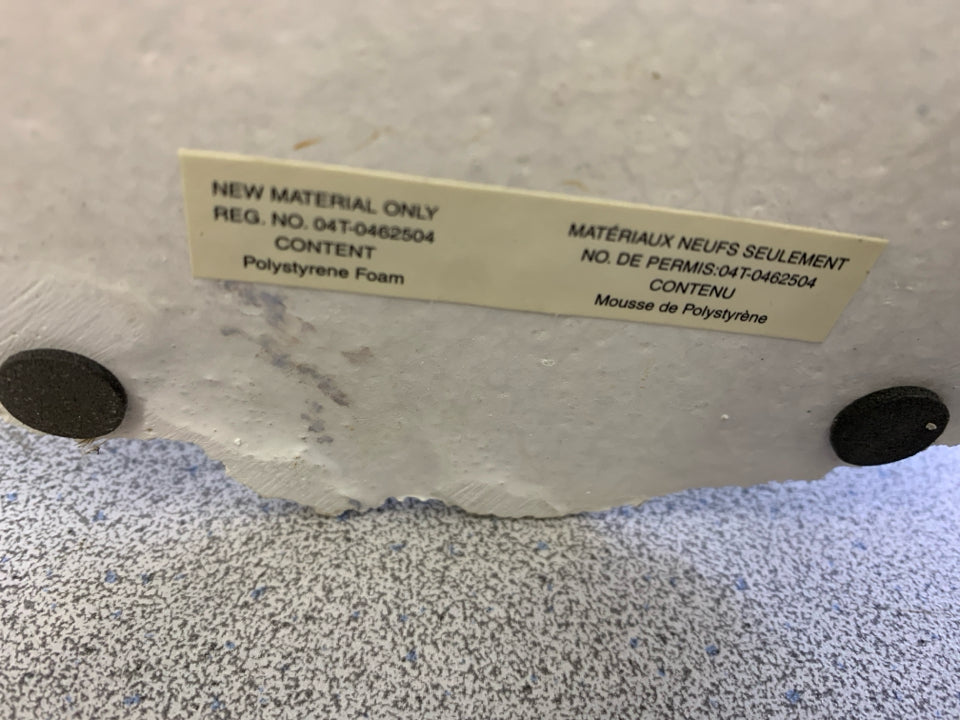 NEW MATERIAL ONLY
REG. NO. 04T-0462504
CONTENT
Polystyrene Foam
MATÉRIAUX NEUFS SEULEMENT
NO. DE PERMIS:04T-0462504
CONTENU
Mousse de Polystyrène